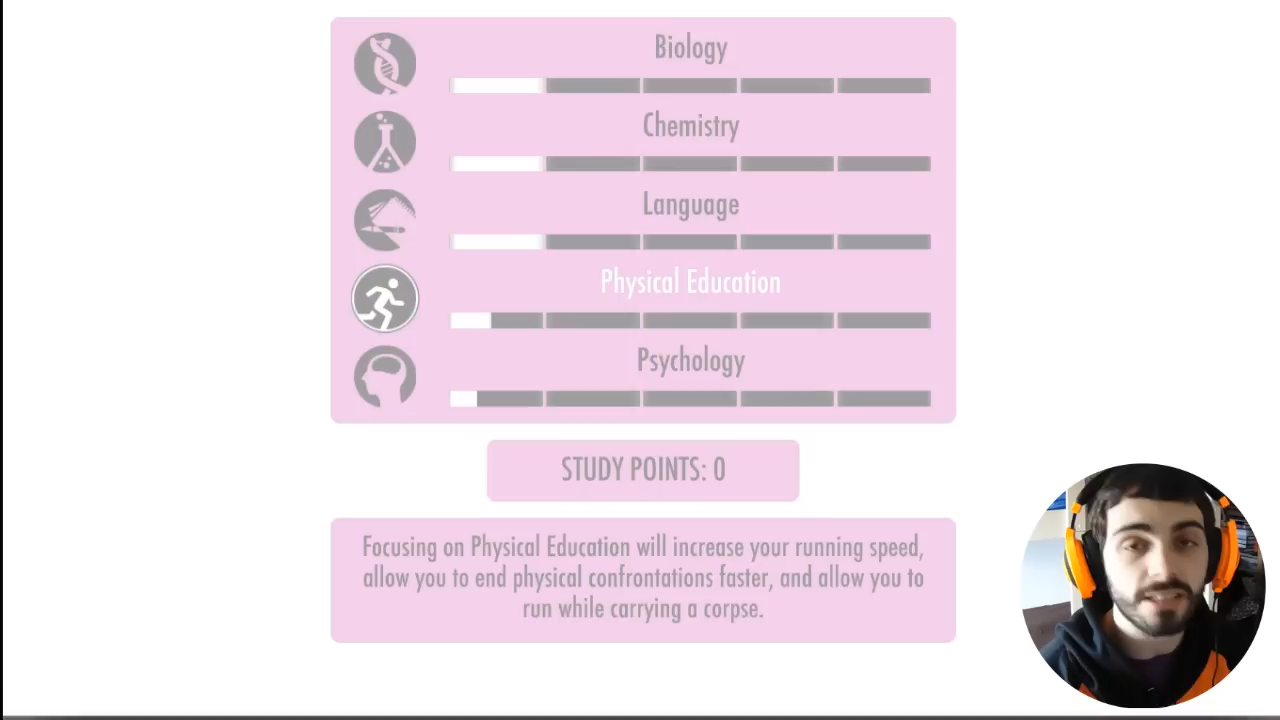 Biology
Chemistry
Language
Physical Education
Psychology
STUDY POINTS: 0
Focusing on Physical Education will increase your running speed,
allow you to end physical confrontations faster, and allow you to
run while carrying a corpse.